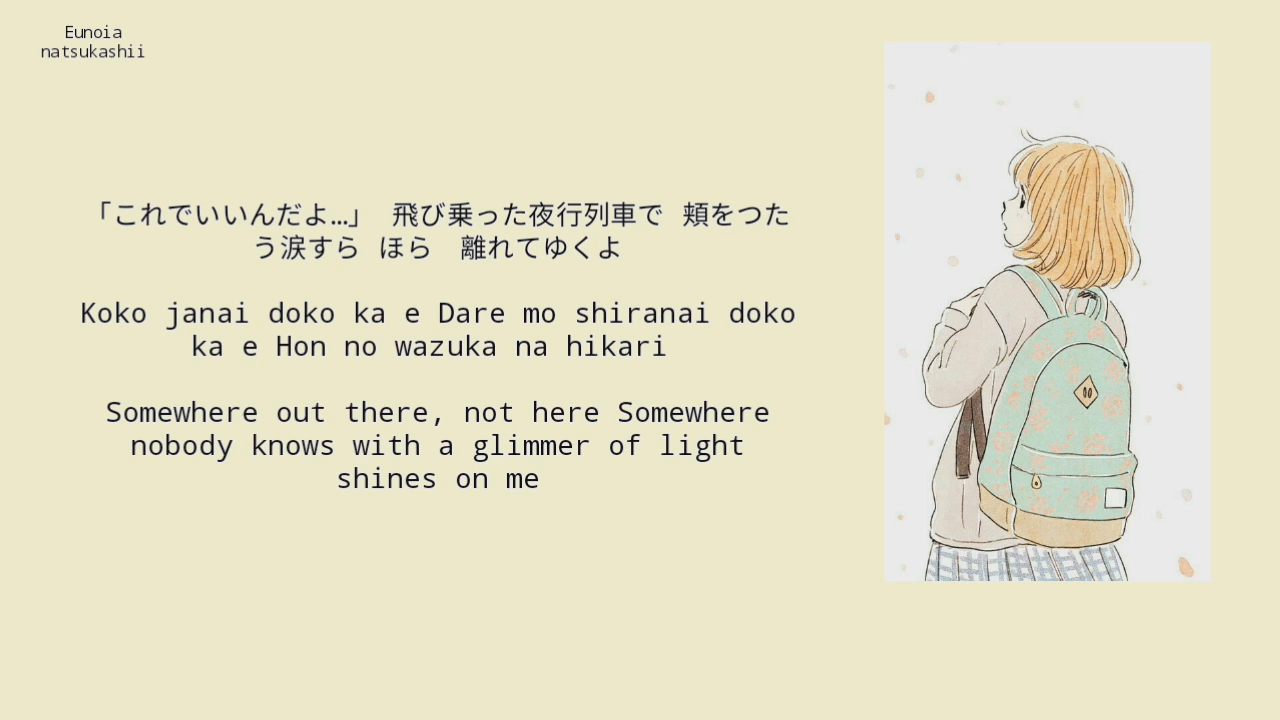 Eunoia
natsukashii
「これでいいんだよ…」 飛び乗った夜行列車で 頬をつた
う涙すら ほら 離れてゆくよ
Koko janai doko ka e Dare mo shiranai doko
ka e Hon no wazuka na hikari
Somewhere out there, not here Somewhere
nobody knows with a glimmer of light
shines on me